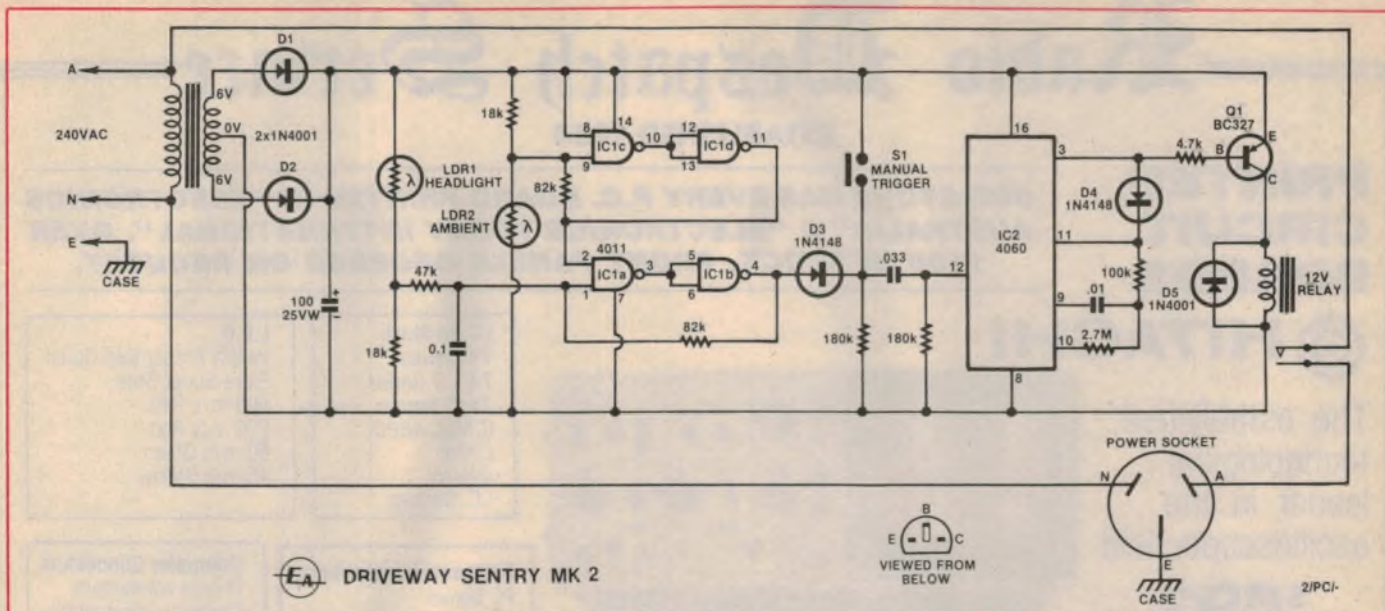 D1
A
6V
0V
6V
240VAC
2x1N4001
D2
N
E
CASE
100
25VW
LDR1
HEADLIGHT
18k
LDR2
AMBIENT
82k
47k
18k
0.1
8
9
14
IC1c
10
12
13
IC1d
11
4011
2
1
IC1a
3
7
5
6
IC1b
4
82k
D3
1N4148
S1
MANUAL
TRIGGER
.033
180k
180k
12
16
IC2
4060
8
3
11
9
10
4.7k
D4
1N4148
100k
.01
2.7M
Q1
BC327
B
E
C
D5
1N4001
12V
RELAY
POWER SOCKET
N
A
E
CASE
B
E
C
VIEWED FROM
BELOW
EA
DRIVEWAY SENTRY MK 2
2/PC/-